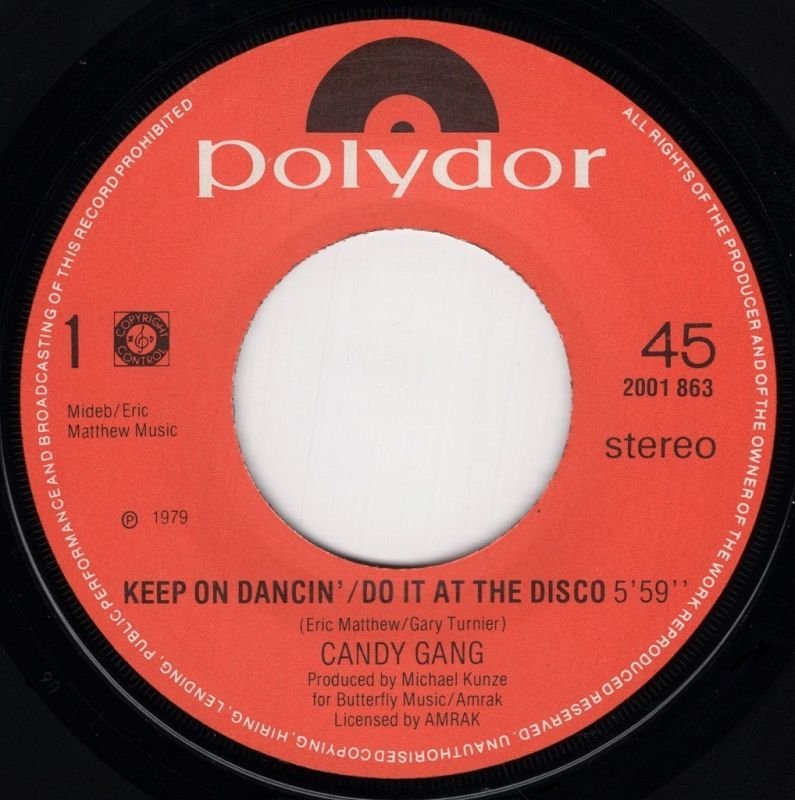 polydor
1
COPYRIGHT
CONTROL
45
2001 863
Mideb/Eric
Matthew Music
stereo
℗ 1979
KEEP ON DANCIN'/DO IT AT THE DISCO 5'59''
(Eric Matthew/Gary Turnier)
CANDY GANG
Produced by Michael Kunze
for Butterfly Music/Amrak
Licensed by AMRAK
ALL RIGHTS OF THE PRODUCER AND OF THE OWNER OF THE WORK REPRODUCED RESERVED. UNAUTHORISED COPYING, HIRING, LENDING, PUBLIC PERFORMANCE AND BROADCASTING OF THIS RECORD PROHIBITED